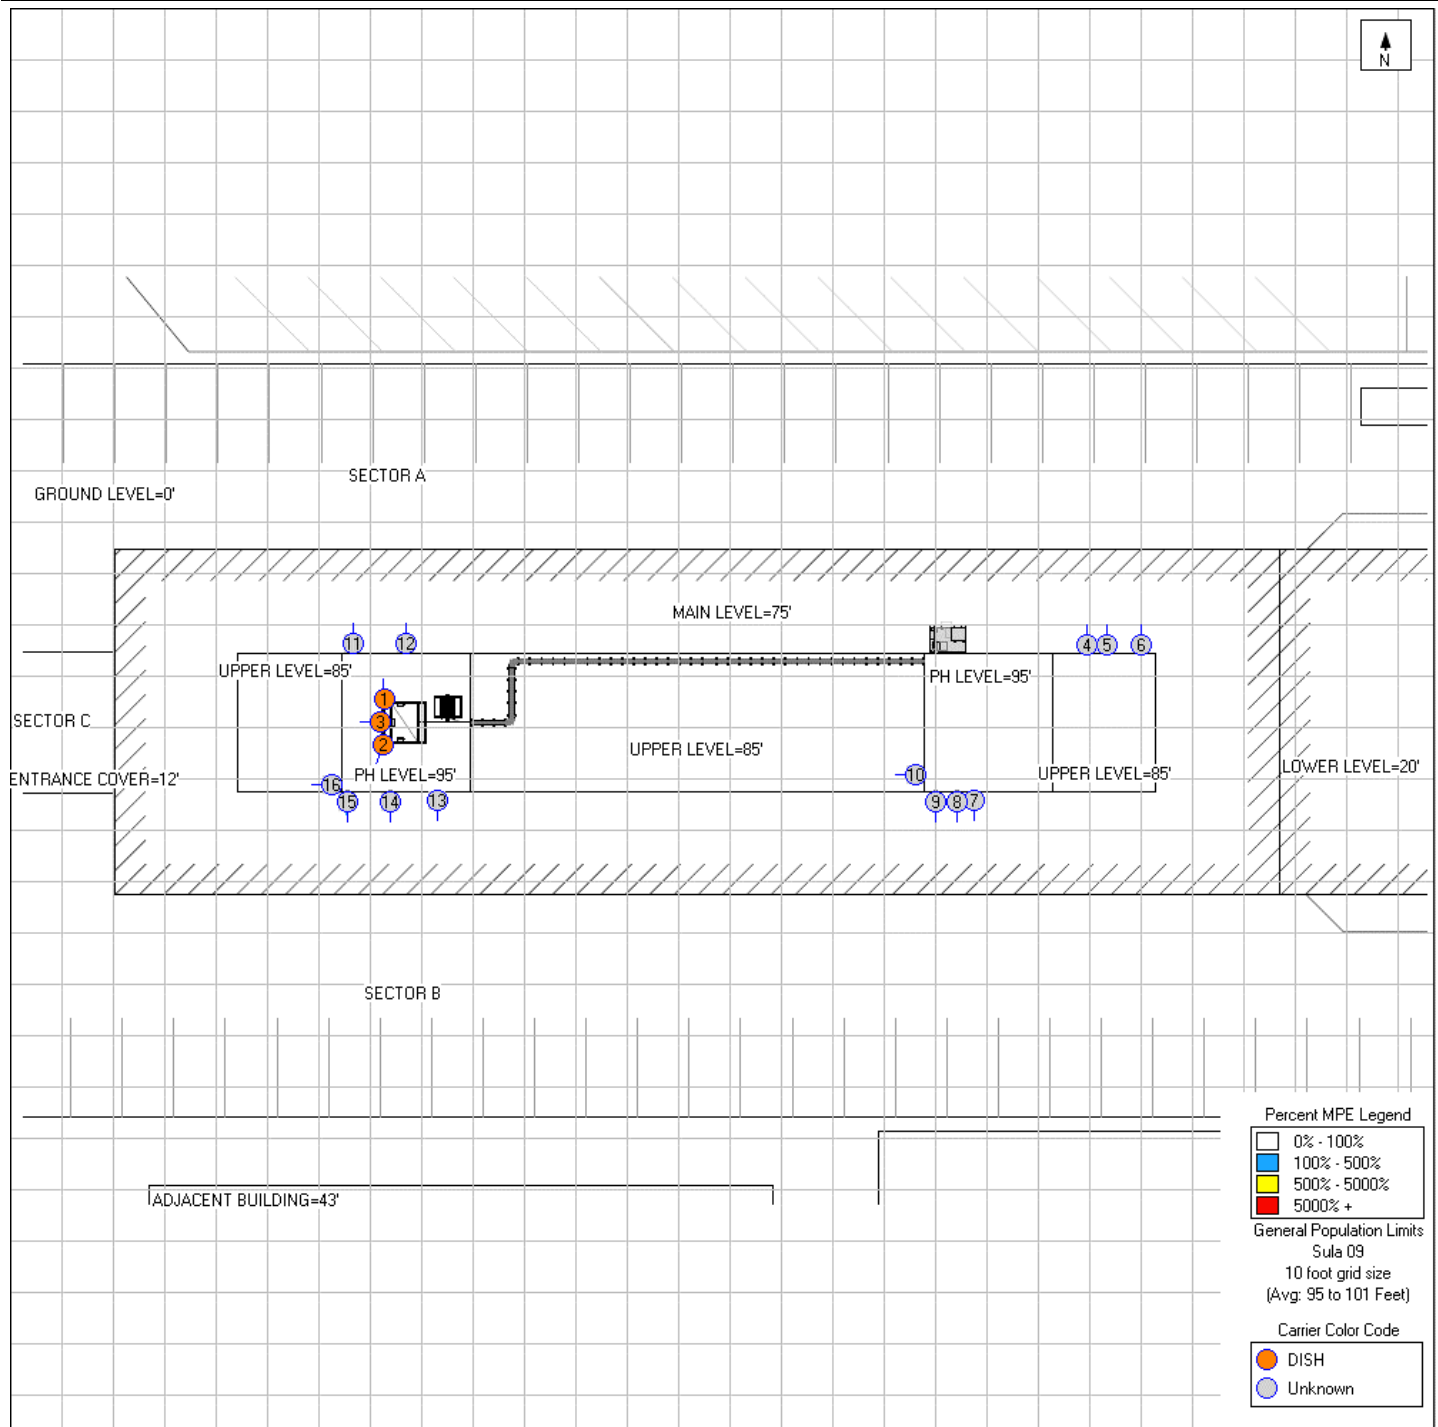 N
SECTOR A
GROUND LEVEL=0'
MAIN LEVEL=75'
11
12
4
5
6
UPPER LEVEL=85'
PH LEVEL=95'
1
SECTOR C
3
2
UPPER LEVEL=85'
LOWER LEVEL=20'
ENTRANCE COVER=12'
PH LEVEL=95'
10
UPPER LEVEL=85'
16
15
14
13
9
8
7
SECTOR B
ADJACENT BUILDING=43'
Percent MPE Legend
0% - 100%
100% - 500%
500% - 5000%
5000% +
General Population Limits
Sula 09
10 foot grid size
(Avg: 95 to 101 Feet)
Carrier Color Code
DISH
Unknown